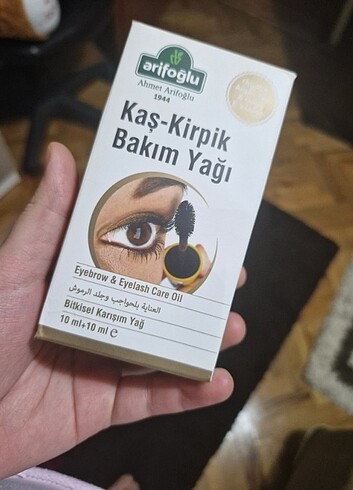 arifoğlu
Ahmet Arifoğlu
1944
Kaş-Kirpik
Bakım Yağı
Eyebrow & Eyelash Care Oil
العناية بلحواجب وجلد الرموش
Bitkisel Karışım Yağ
10 ml+10 ml ℮